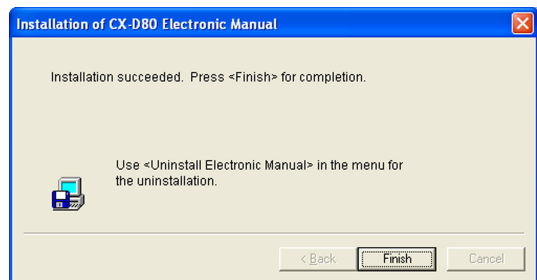 Installation of CX-D80 Electronic Manual
Installation succeeded. Press <Finish> for completion.
Use <Uninstall Electronic Manual> in the menu for
the uninstallation.
< Back Finish Cancel